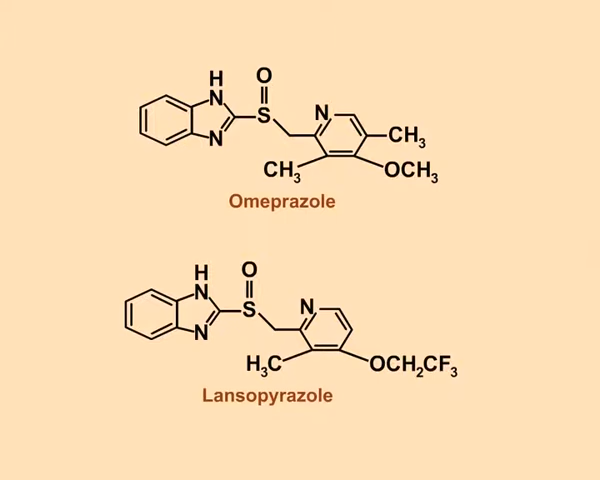 H
N
O
S
N
N
CH3
CH3
OCH3
Omeprazole
H
N
O
S
N
N
H3C
OCH2CF3
Lansopyrazole